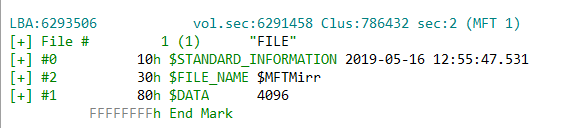 LBA:6293506 vol.sec:6291458 Clus:786432 sec:2 (MFT 1)
[+] File # 1 (1) "FILE"
[+] #0 10h $STANDARD_INFORMATION 2019-05-16 12:55:47.531
[+] #2 30h $FILE_NAME $MFTMirr
[+] #1 80h $DATA 4096
FFFFFFFFh End Mark